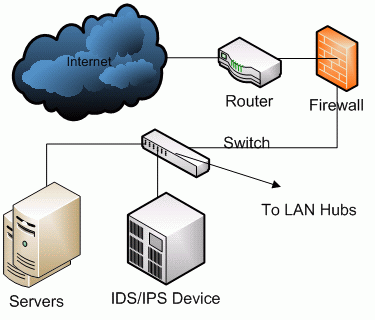 Internet
Router
Firewall
Switch
To LAN Hubs
Servers
IDS/IPS Device